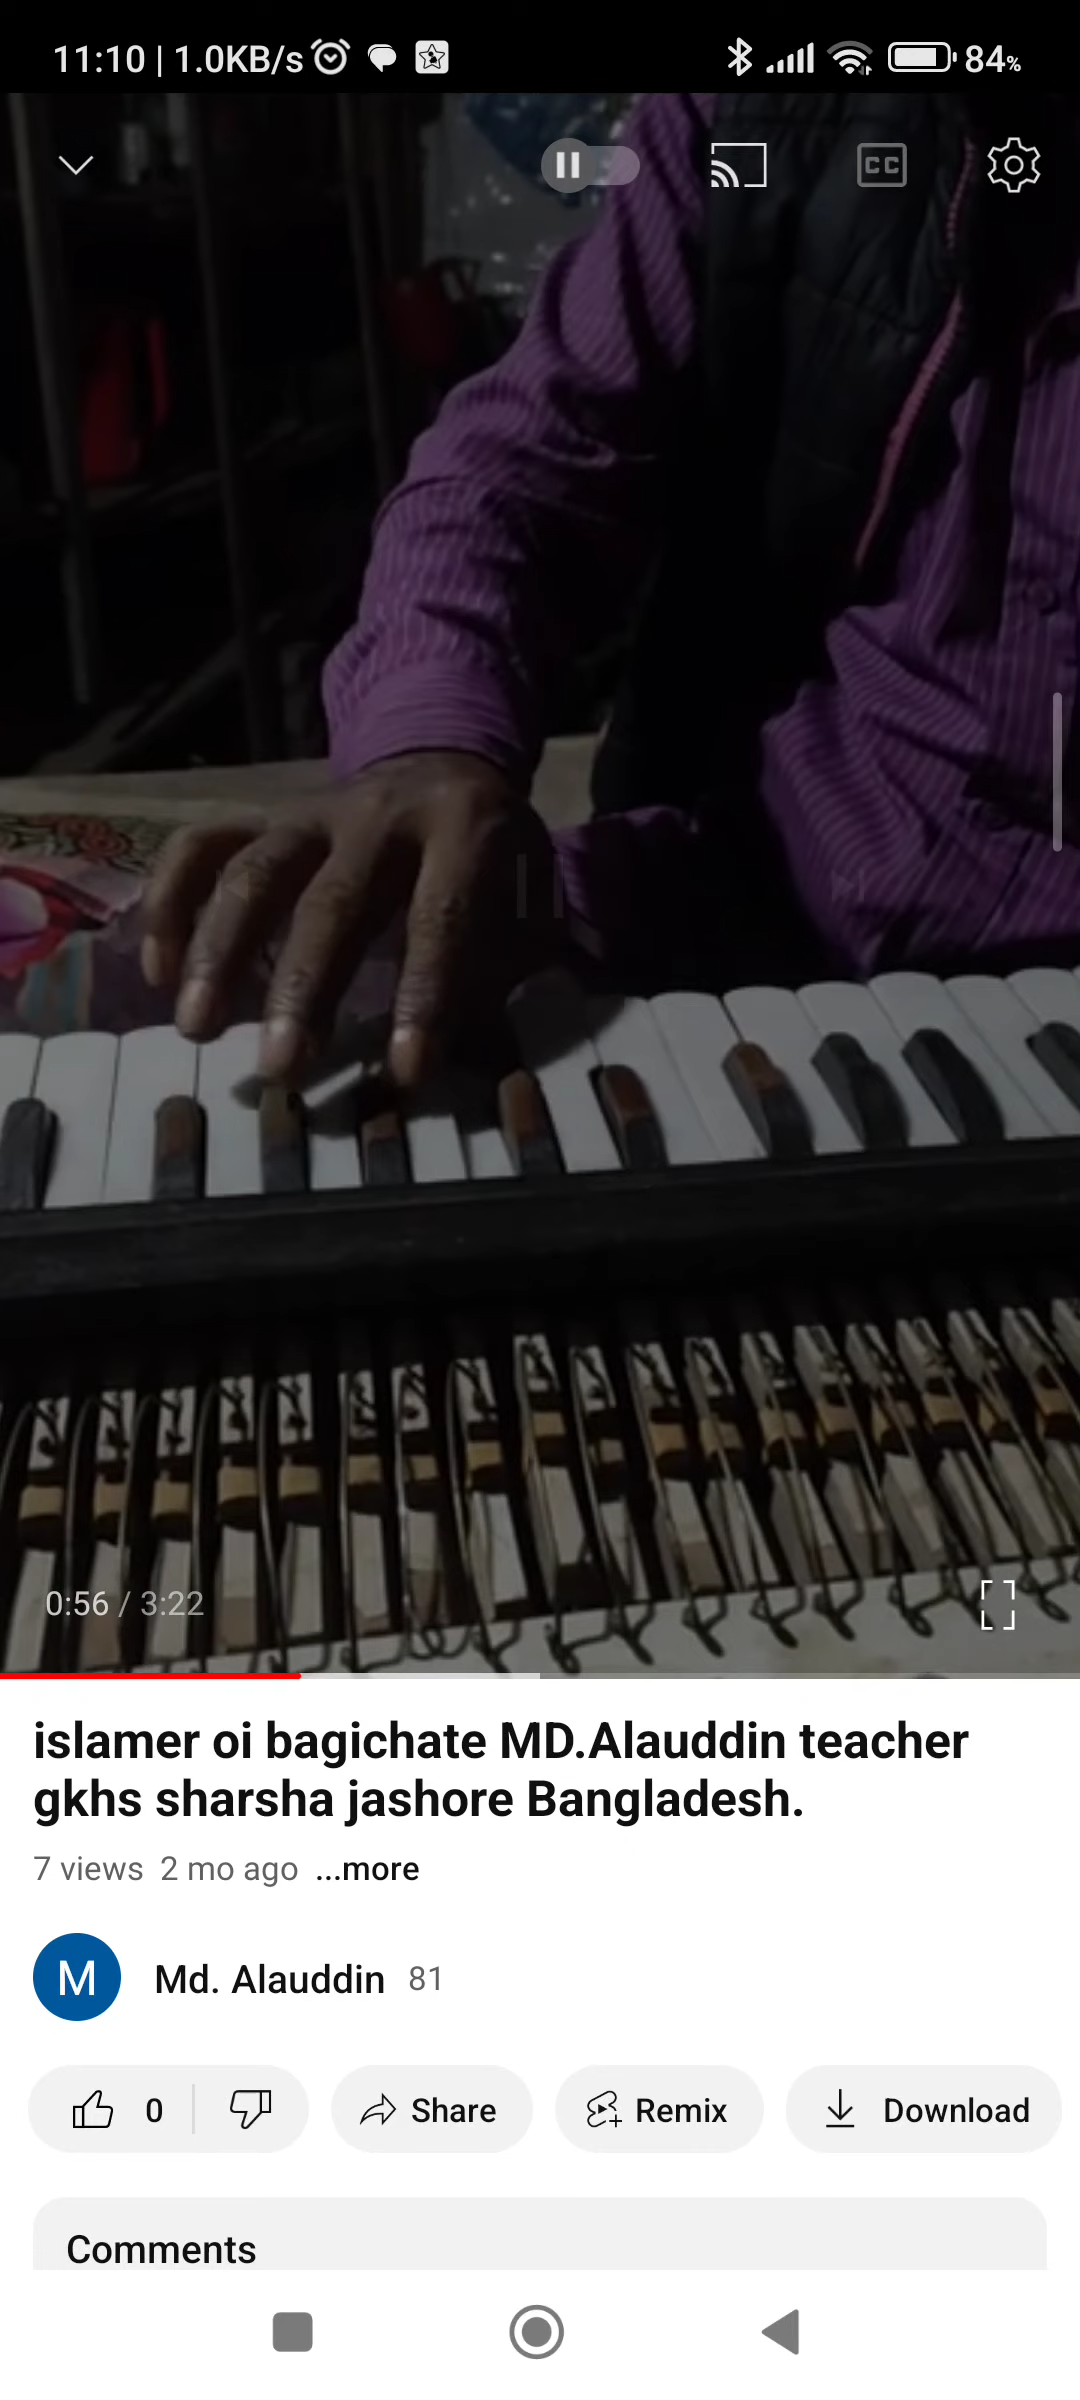 11:10 | 1.0KB/s 84%
CC
0:56 / 3:22
islamer oi bagichate MD.Alauddin teacher
gkhs sharsha jashore Bangladesh.
7 views 2 mo ago ...more
M Md. Alauddin 81
0 Share Remix Download
Comments